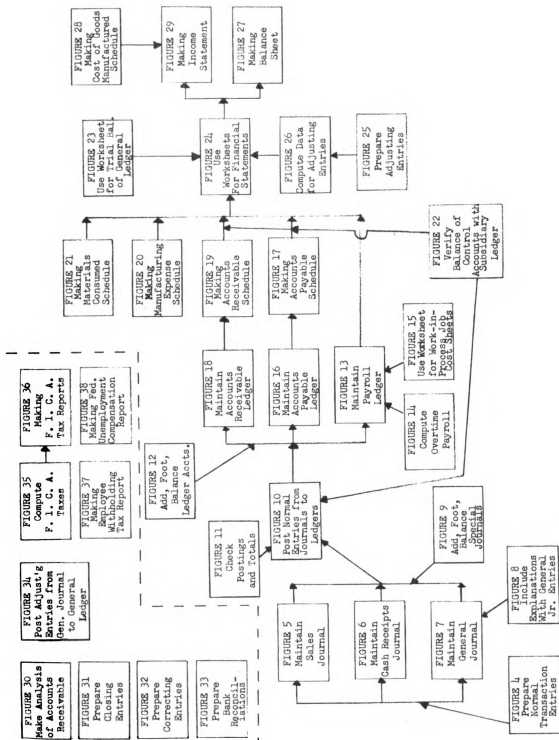 FIGURE 28
Making
Cost of Goods
Manufactured
Schedule
FIGURE 29
Making
Income
Statement
FIGURE 27
Making
Balance
Sheet
FIGURE 23
Use Worksheet
for Trial Bal.
of General
Ledger
FIGURE 24
Use
Worksheets
For Financial
Statements
FIGURE 26
Compute Data
for Adjusting
Entries
FIGURE 25
Prepare
Adjusting
Entries
FIGURE 21
Making
Materials
Consumed
Schedule
FIGURE 20
Making
Manufacturing
Expense
Schedule
FIGURE 19
Making
Accounts
Receivable
Schedule
FIGURE 17
Making
Accounts
Payable
Schedule
FIGURE 22
Verify
Balance of
Control
Accounts with
Subsidiary
Ledger
FIGURE 18
Maintain
Accounts
Receivable
Ledger
FIGURE 16
Maintain
Accounts
Payable
Ledger
FIGURE 13
Maintain
Payroll
Ledger
FIGURE 15
Use Worksheet
for Work-in-
Process Job
Cost Sheets
FIGURE 14
Compute
Overtime
Payroll
FIGURE 12
Add, Foot,
Balance
Ledger Accts.
FIGURE 11
Check
Postings
and Totals
FIGURE 10
Post Normal
Entries from
Journal to
Ledgers
FIGURE 9
Add, Foot,
Balance
Special
Journals
FIGURE 5
Maintain
Sales
Journal
FIGURE 6
Maintain
Cash Receipts
Journal
FIGURE 7
Maintain
General
Journal
FIGURE 8
Include
Explanations
With General
Jr. Entries
FIGURE 4
Prepare
Normal
Transaction
Entries
FIGURE 36
Making
F. I. C. A.
Tax Reports
FIGURE 38
Making Fed.
Unemployment
Compensation
Report
FIGURE 35
Compute
F. I. C. A.
Taxes
FIGURE 37
Making
Employee
Withholding
Tax Report
FIGURE 34
Post Adjust'g
Entries from
Gen. Journal
to General
Ledger
FIGURE 30
Make Analysis
of Accounts
Receivable
FIGURE 31
Prepare
Closing
Entries
FIGURE 32
Prepare
Correcting
Entries
FIGURE 33
Prepare
Bank
Reconcil-
iations